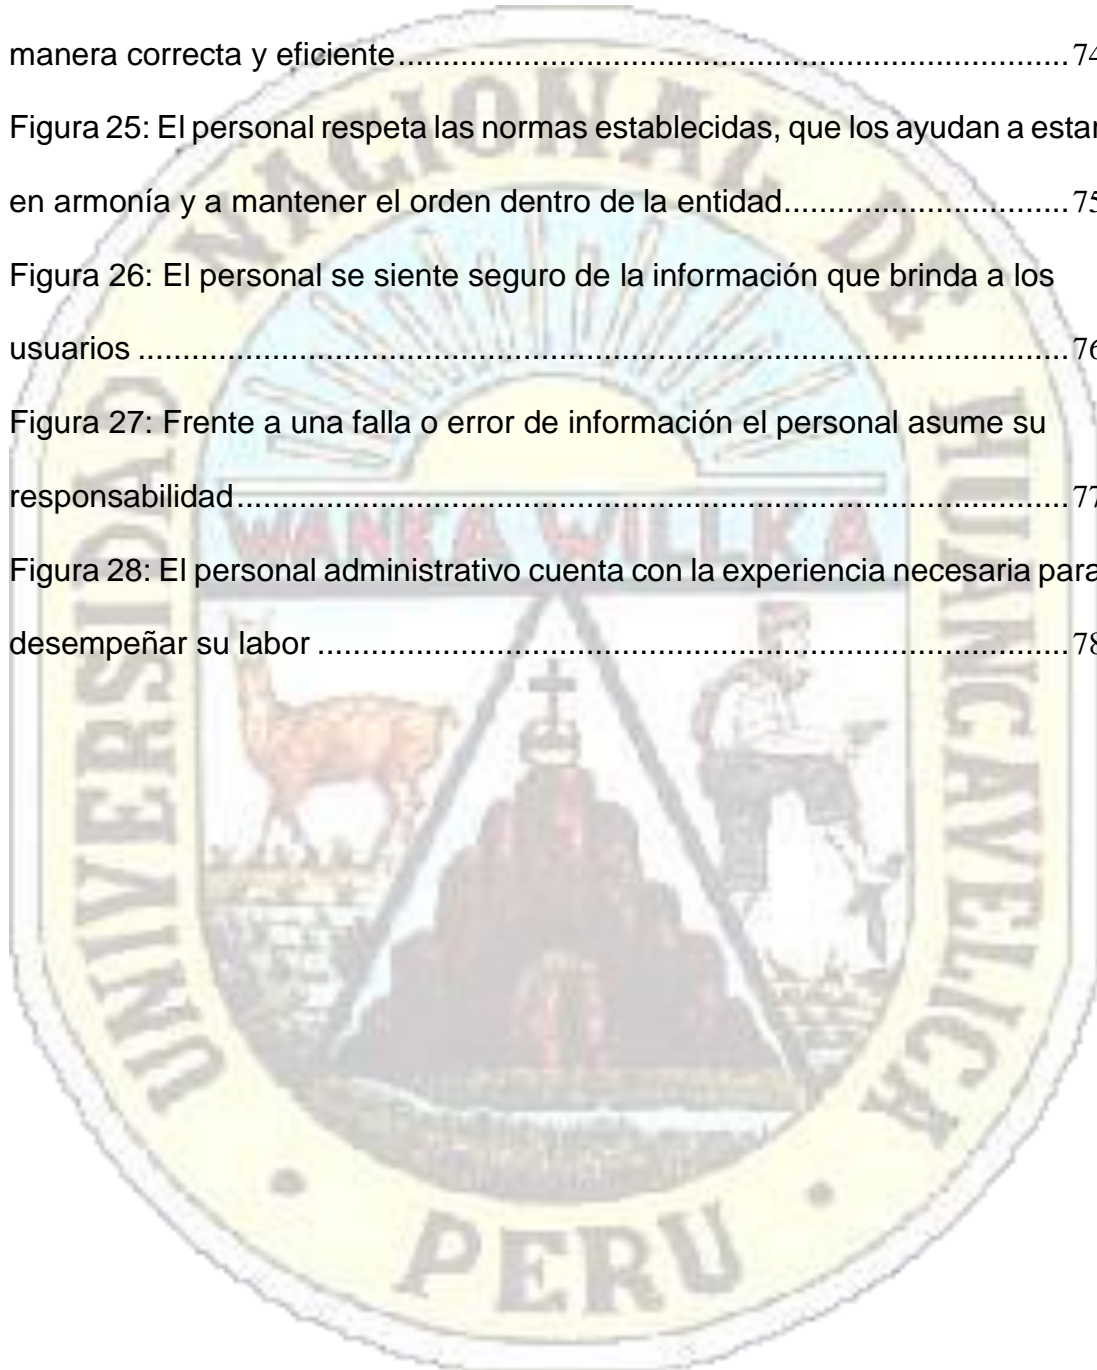 manera correcta y eficiente........................................................................... 74
Figura 25: El personal respeta las normas establecidas, que los ayudan a estar
en armonía y a mantener el orden dentro de la entidad................................ 75
Figura 26: El personal se siente seguro de la información que brinda a los
usuarios ........................................................................................................ 76
Figura 27: Frente a una falla o error de información el personal asume su
responsabilidad............................................................................................. 77
Figura 28: El personal administrativo cuenta con la experiencia necesaria para
desempeñar su labor .................................................................................... 78
UNIVERSIDAD NACIONAL DE HUANCAVELICA
WANKA WILLKA
PERU